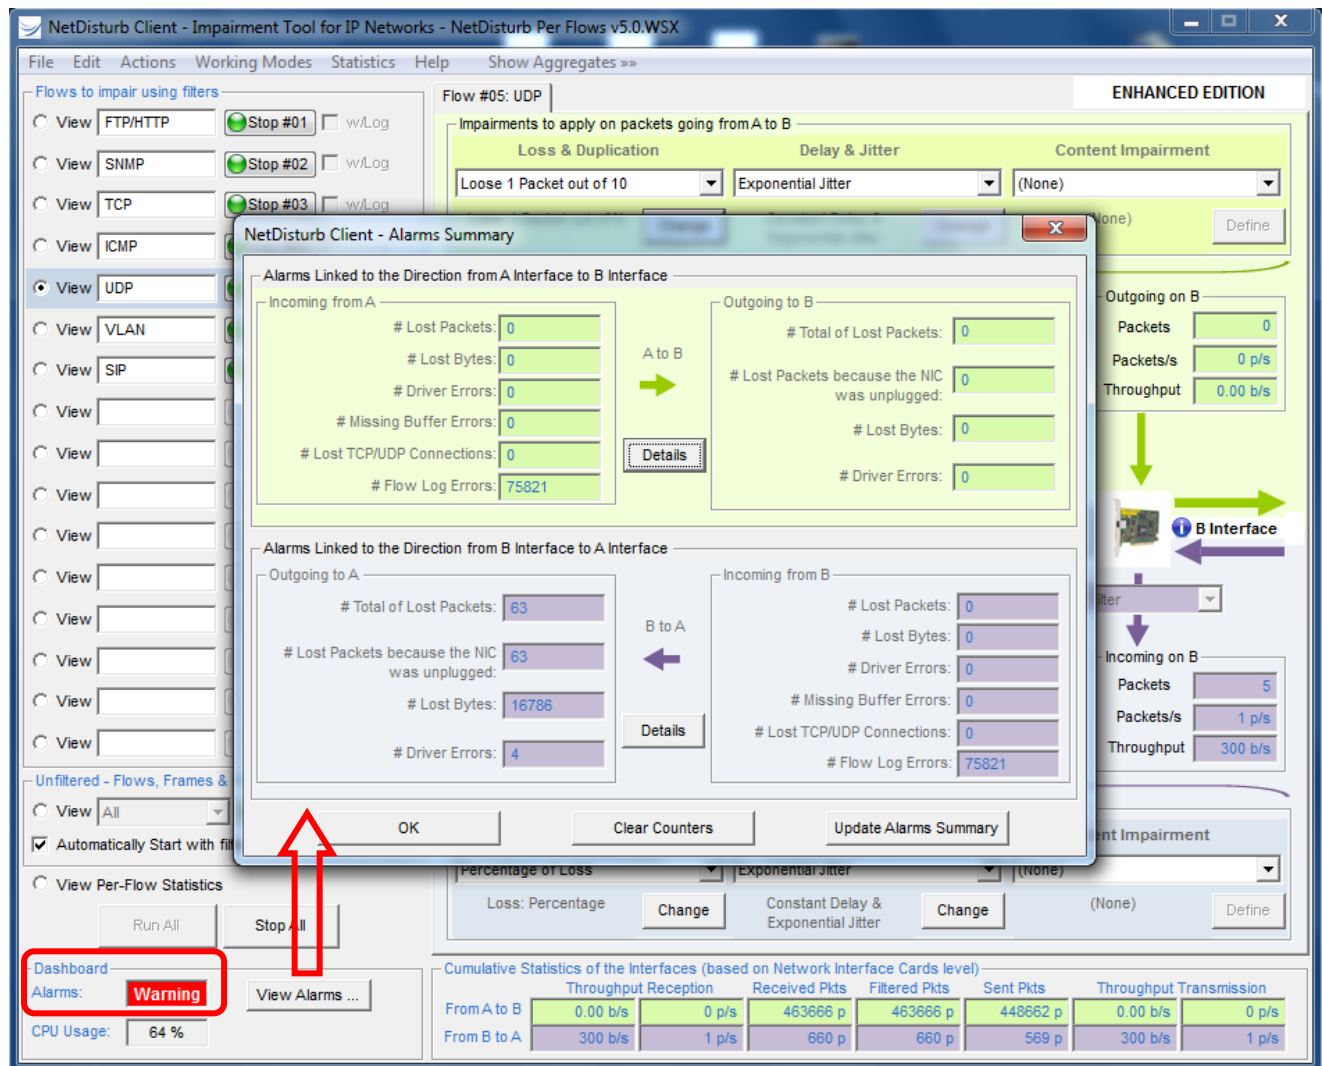 NetDisturb Client - Impairment Tool for IP Networks - NetDisturb Per Flows v5.0.WSX
File Edit Actions Working Modes Statistics Help Show Aggregates »»
Flows to impair using filters
View FTP/HTTP Stop #01 w/Log
View SNMP Stop #02 w/Log
View TCP Stop #03 w/Log
View ICMP
View UDP
View VLAN
View SIP
View
View
View
View
View
View
View
View
View
Unfiltered - Flows, Frames &
View All
Automatically Start with filt
View Per-Flow Statistics
Run All Stop All
Dashboard
Alarms: Warning View Alarms ...
CPU Usage: 64 %
Flow #05: UDP
ENHANCED EDITION
Impairments to apply on packets going from A to B
Loss & Duplication Delay & Jitter Content Impairment
Loose 1 Packet out of 10 Exponential Jitter (None)
Change Change None) Define
NetDisturb Client - Alarms Summary
Alarms Linked to the Direction from A Interface to B Interface
Incoming from A
# Lost Packets: 0
# Lost Bytes: 0
# Driver Errors: 0
# Missing Buffer Errors: 0
# Lost TCP/UDP Connections: 0
# Flow Log Errors: 75821
A to B
Details
Outgoing to B
# Total of Lost Packets: 0
# Lost Packets because the NIC
was unplugged: 0
# Lost Bytes: 0
# Driver Errors: 0
Alarms Linked to the Direction from B Interface to A Interface
Outgoing to A
# Total of Lost Packets: 63
# Lost Packets because the NIC
was unplugged: 63
# Lost Bytes: 16786
# Driver Errors: 4
B to A
Details
Incoming from B
# Lost Packets: 0
# Lost Bytes: 0
# Driver Errors: 0
# Missing Buffer Errors: 0
# Lost TCP/UDP Connections: 0
# Flow Log Errors: 75821
OK Clear Counters Update Alarms Summary
Outgoing on B
Packets 0
Packets/s 0 p/s
Throughput 0.00 b/s
B Interface
ilter
Incoming on B
Packets 5
Packets/s 1 p/s
Throughput 300 b/s
ent Impairment
Percentage of Loss Exponential Jitter (None)
Loss: Percentage Change Constant Delay &
Exponential Jitter Change (None) Define
Cumulative Statistics of the Interfaces (based on Network Interface Cards level)
Throughput Reception Received Pkts Filtered Pkts Sent Pkts Throughput Transmission
From A to B 0.00 b/s 0 p/s 463666 p 463666 p 448662 p 0.00 b/s 0 p/s
From B to A 300 b/s 1 p/s 660 p 660 p 569 p 300 b/s 1 p/s